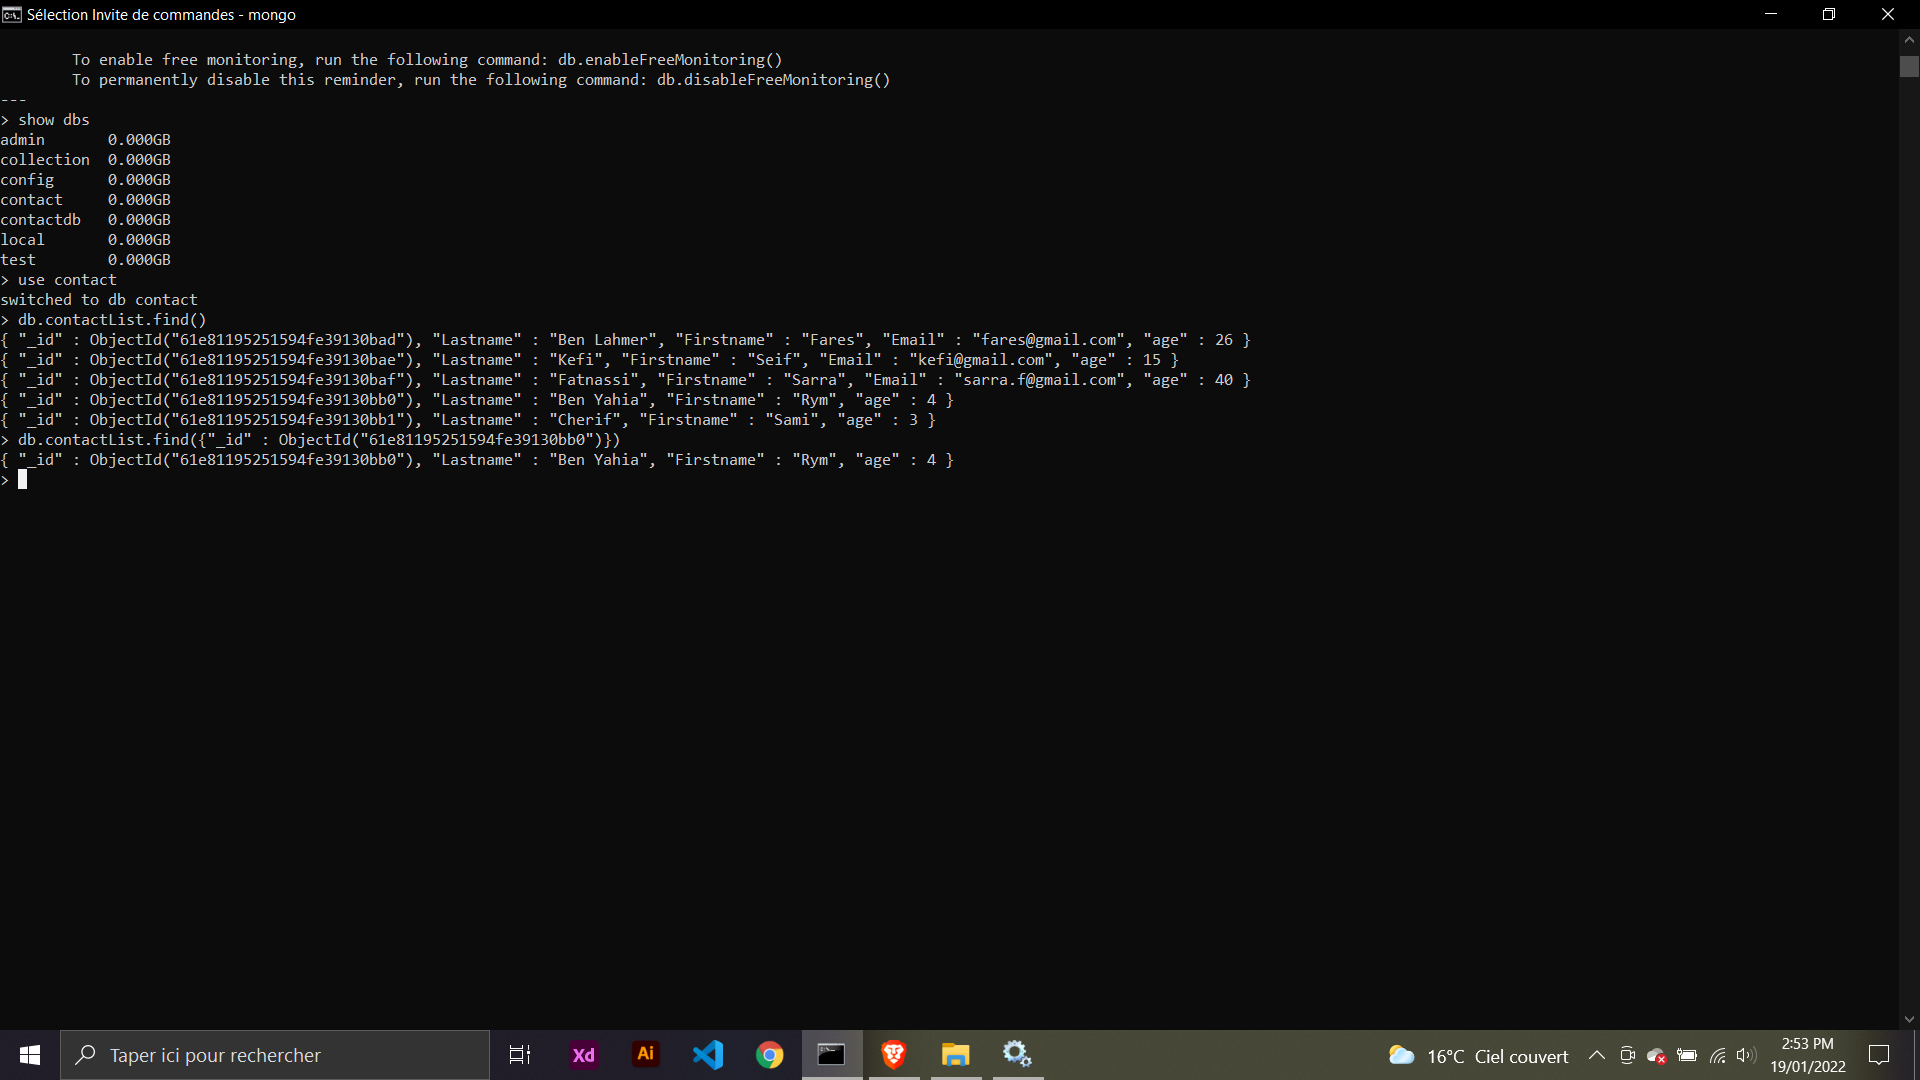 Sélection Invite de commandes - mongo
To enable free monitoring, run the following command: db.enableFreeMonitoring()
To permanently disable this reminder, run the following command: db.disableFreeMonitoring()
---
> show dbs
admin       0.000GB
collection  0.000GB
config      0.000GB
contact     0.000GB
contactdb   0.000GB
local       0.000GB
test        0.000GB
> use contact
switched to db contact
> db.contactList.find()
{ "_id" : ObjectId("61e81195251594fe39130bad"), "Lastname" : "Ben Lahmer", "Firstname" : "Fares", "Email" : "fares@gmail.com", "age" : 26 }
{ "_id" : ObjectId("61e81195251594fe39130bae"), "Lastname" : "Kefi", "Firstname" : "Seif", "Email" : "kefi@gmail.com", "age" : 15 }
{ "_id" : ObjectId("61e81195251594fe39130baf"), "Lastname" : "Fatnassi", "Firstname" : "Sarra", "Email" : "sarra.f@gmail.com", "age" : 40 }
{ "_id" : ObjectId("61e81195251594fe39130bb0"), "Lastname" : "Ben Yahia", "Firstname" : "Rym", "age" : 4 }
{ "_id" : ObjectId("61e81195251594fe39130bb1"), "Lastname" : "Cherif", "Firstname" : "Sami", "age" : 3 }
> db.contactList.find({"_id" : ObjectId("61e81195251594fe39130bb0")})
{ "_id" : ObjectId("61e81195251594fe39130bb0"), "Lastname" : "Ben Yahia", "Firstname" : "Rym", "age" : 4 }
>
Taper ici pour rechercher
Xd
Ai
16°C Ciel couvert
2:53 PM
19/01/2022